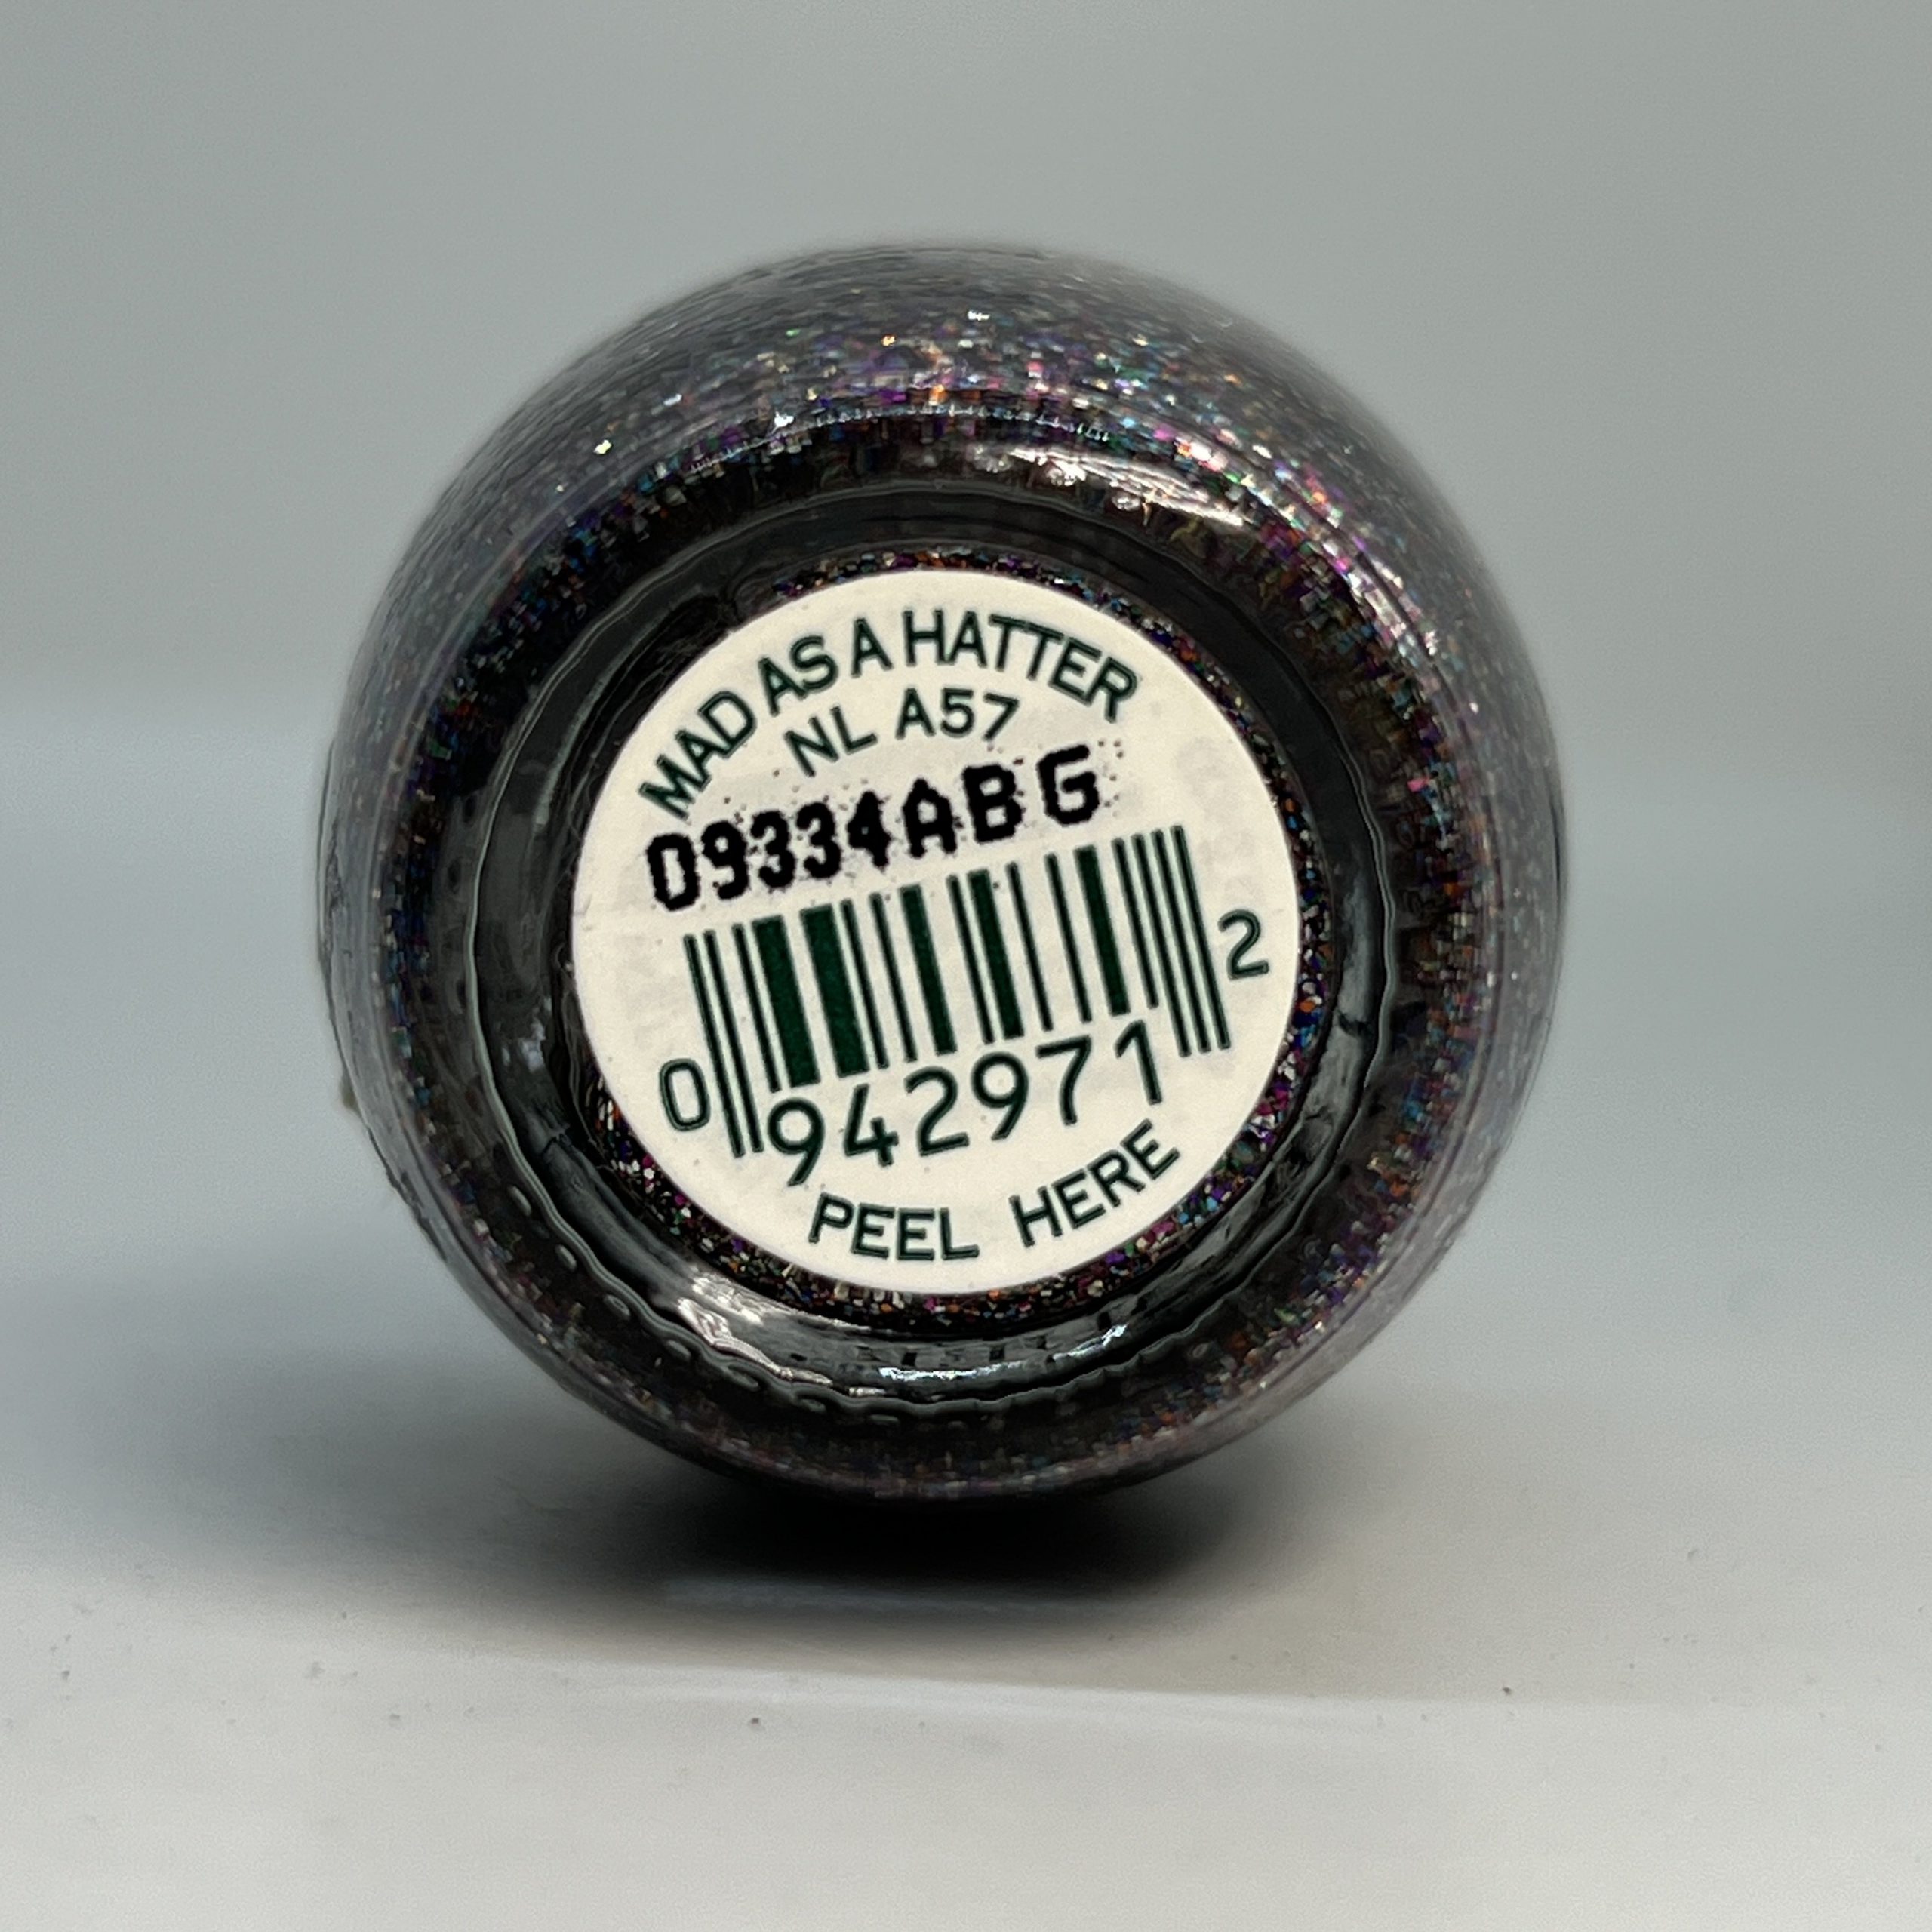 MAD AS A HATTER
NL A57
09334ABG
0 942971 2
PEEL HERE